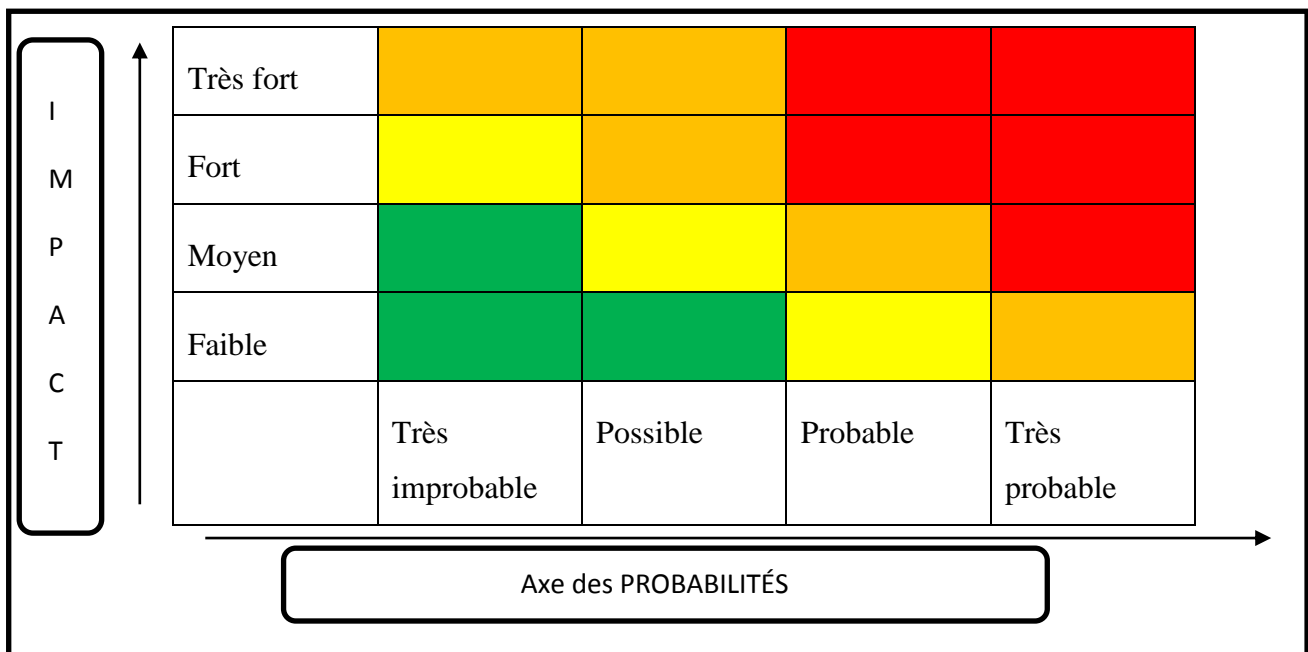 I
M
P
A
C
T
Très fort
Fort
Moyen
Faible
Très
improbable
Possible
Probable
Très
probable
Axe des PROBABILITÉS